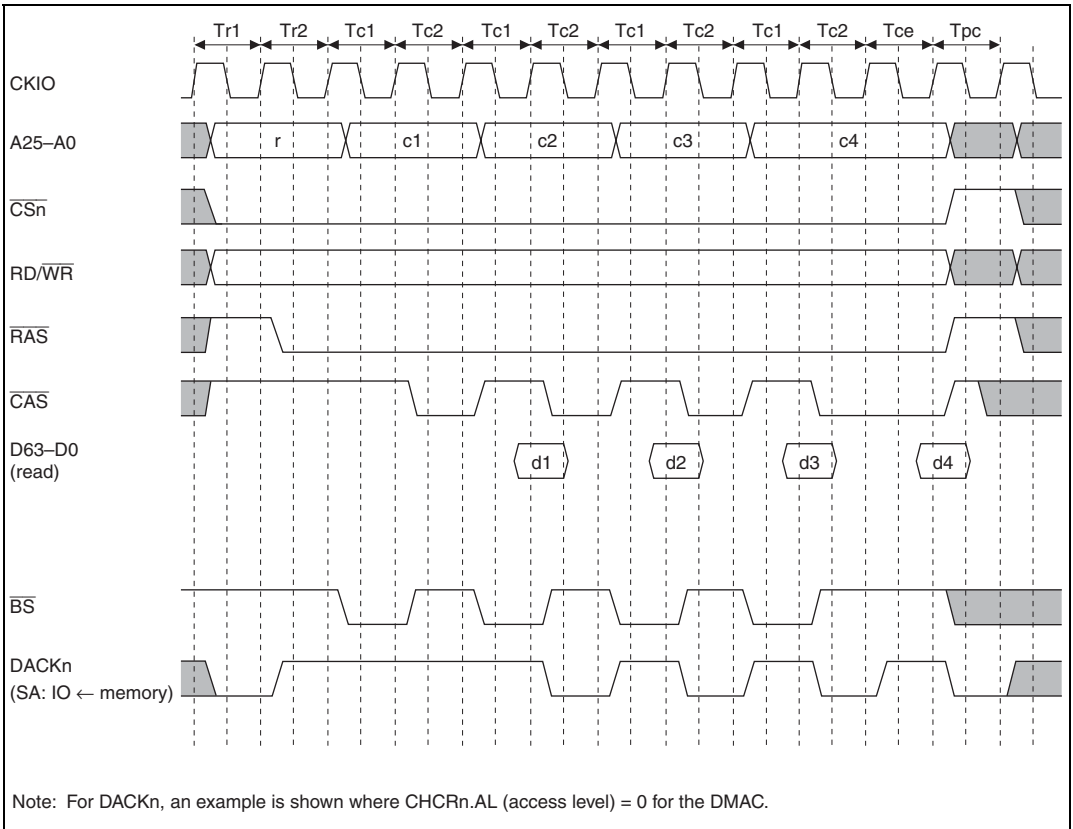 Tr1 Tr2 Tc1 Tc2 Tc1 Tc2 Tc1 Tc2 Tc1 Tc2 Tce Tpc
CKIO
A25–A0 r c1 c2 c3 c4
CSn
RD/WR
RAS
CAS
D63–D0
(read) d1 d2 d3 d4
BS
DACKn
(SA: IO ← memory)
Note: For DACKn, an example is shown where CHCRn.AL (access level) = 0 for the DMAC.